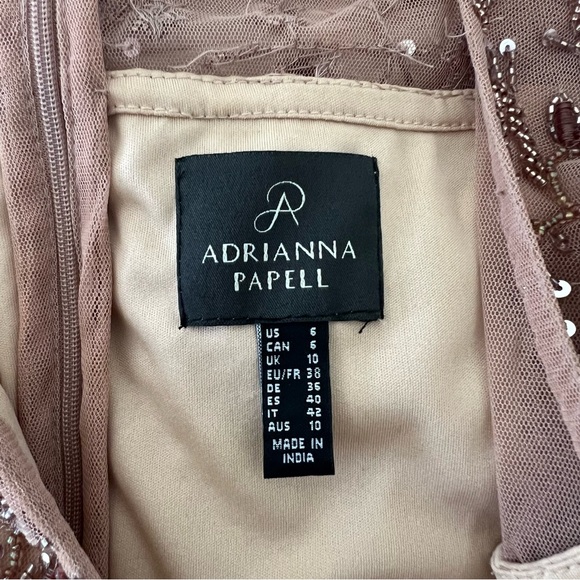 ADRIANNA
PAPELL
US 6
CAN 6
UK 10
EU/FR 38
DE 36
ES 40
IT 42
AUS 10
MADE IN
INDIA